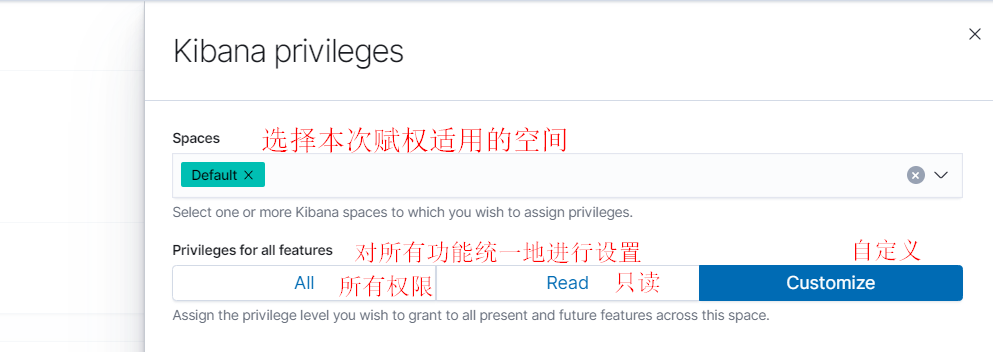 Kibana privileges
Spaces 选择本次赋权适用的空间
Default
Select one or more Kibana spaces to which you wish to assign privileges.
Privileges for all features 对所有功能统一地进行设置 自定义
All 所有权限 Read 只读 Customize
Assign the privilege level you wish to grant to all present and future features across this space.